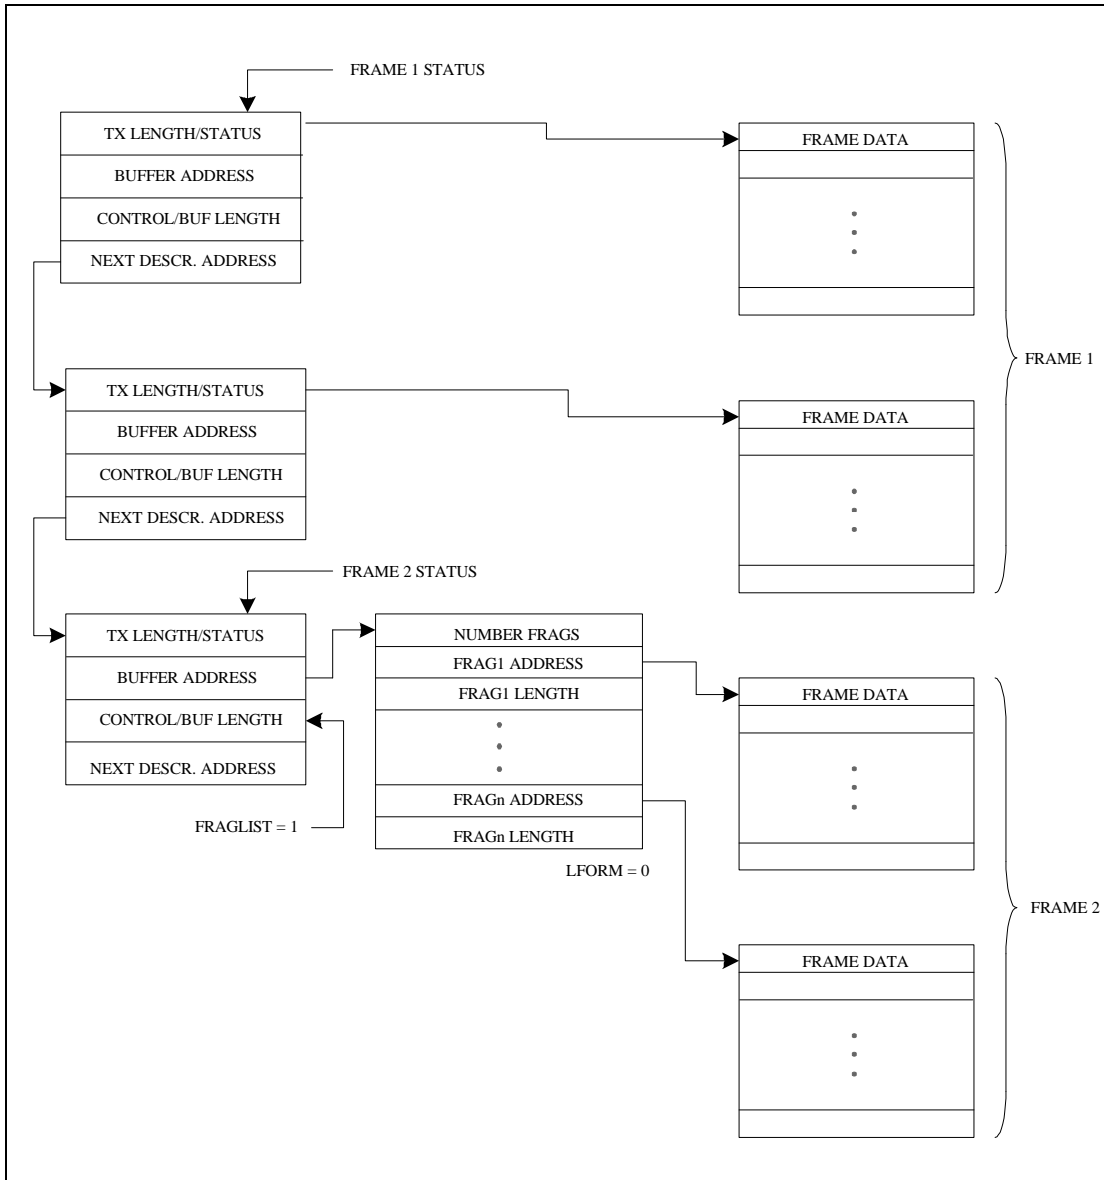 FRAME 1 STATUS
TX LENGTH/STATUS
BUFFER ADDRESS
CONTROL/BUF LENGTH
NEXT DESCR. ADDRESS
FRAME DATA
FRAME 1
TX LENGTH/STATUS
BUFFER ADDRESS
CONTROL/BUF LENGTH
NEXT DESCR. ADDRESS
FRAME DATA
FRAME 2 STATUS
TX LENGTH/STATUS
BUFFER ADDRESS
CONTROL/BUF LENGTH
NEXT DESCR. ADDRESS
FRAGLIST = 1
NUMBER FRAGS
FRAG1 ADDRESS
FRAG1 LENGTH
FRAGn ADDRESS
FRAGn LENGTH
LFORM = 0
FRAME DATA
FRAME 2
FRAME DATA